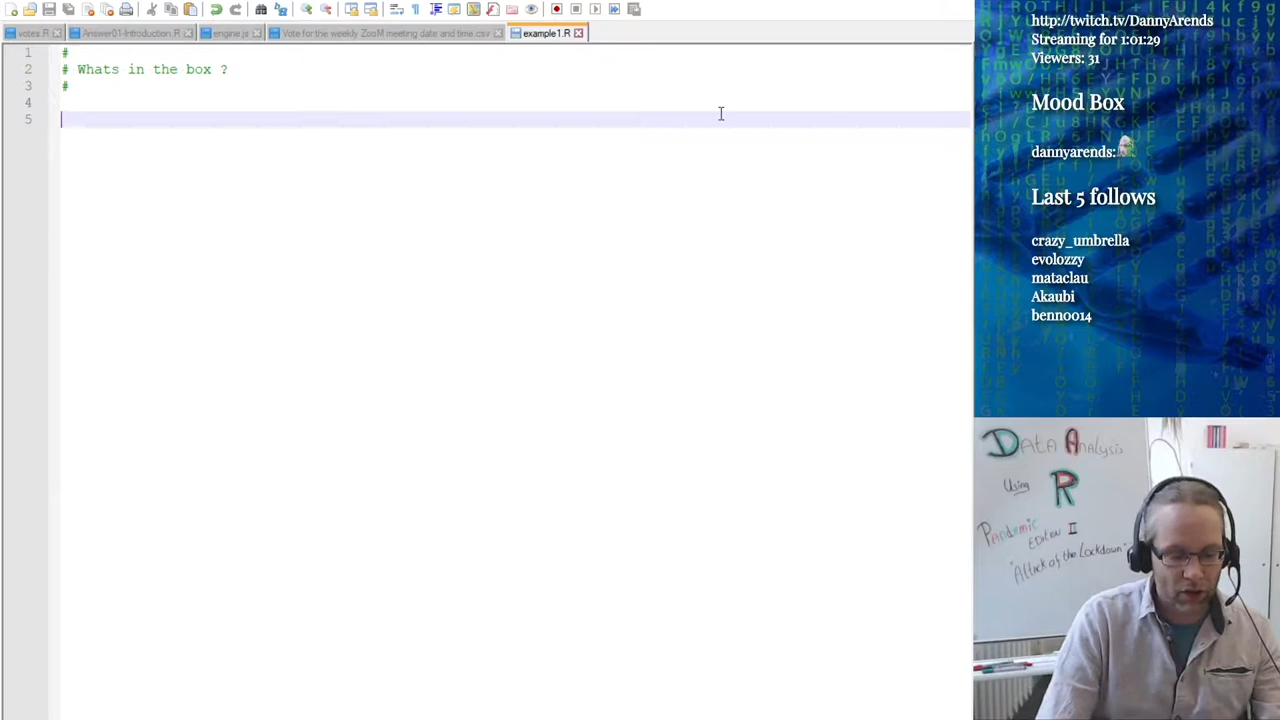 votes.R
Answer01-Introduction.R
engine.js
Vote for the weekly ZooM meeting date and time.csv
example1.R
1 #
2 # Whats in the box ?
3 #
4
5
http://twitch.tv/DannyArends
Streaming for 1:01:29
Viewers: 31
Mood Box
dannyarends:
Last 5 follows
crazy_umbrella
evolozzy
mataclau
Akaubi
benno014
Data Analysis
Using R
Pandemic
Edition II
"Attack of the Lockdown"